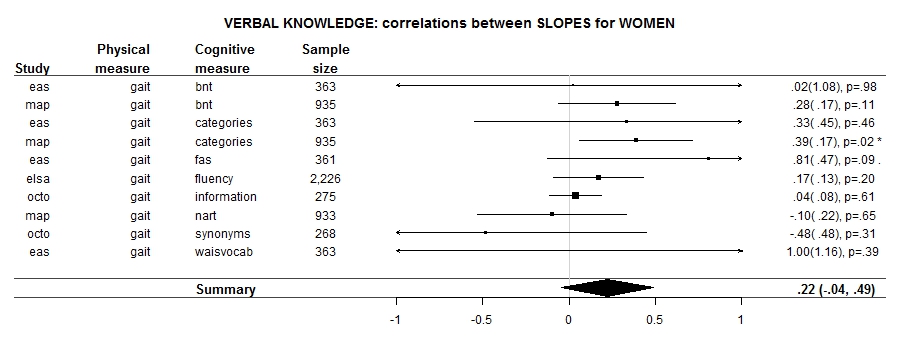 VERBAL KNOWLEDGE: correlations between SLOPES for WOMEN
Physical Cognitive Sample
Study measure measure size
eas gait bnt 363 .02(1.08), p=.98
map gait bnt 935 .28( .17), p=.11
eas gait categories 363 .33( .45), p=.46
map gait categories 935 .39( .17), p=.02 *
eas gait fas 361 .81( .47), p=.09 .
elsa gait fluency 2,226 .17( .13), p=.20
octo gait information 275 .04( .08), p=.61
map gait nart 933 -.10( .22), p=.65
octo gait synonyms 268 -.48( .48), p=.31
eas gait waisvocab 363 1.00(1.16), p=.39
Summary .22 (-.04, .49)
-1 -0.5 0 0.5 1